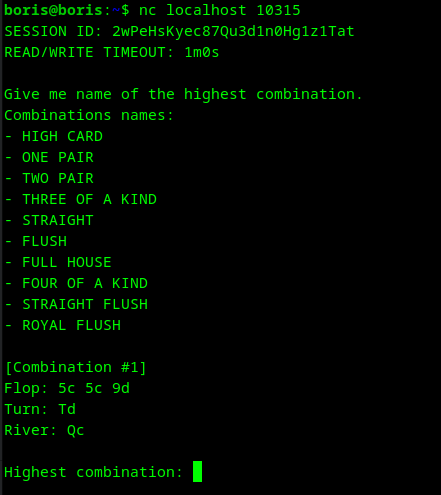 boris@boris:~$ nc localhost 10315
SESSION ID: 2wPeHsKyec87Qu3d1n0Hg1z1Tat
READ/WRITE TIMEOUT: 1m0s
Give me name of the highest combination.
Combinations names:
- HIGH CARD
- ONE PAIR
- TWO PAIR
- THREE OF A KIND
- STRAIGHT
- FLUSH
- FULL HOUSE
- FOUR OF A KIND
- STRAIGHT FLUSH
- ROYAL FLUSH
[Combination #1]
Flop: 5c 5c 9d
Turn: Td
River: Qc
Highest combination: